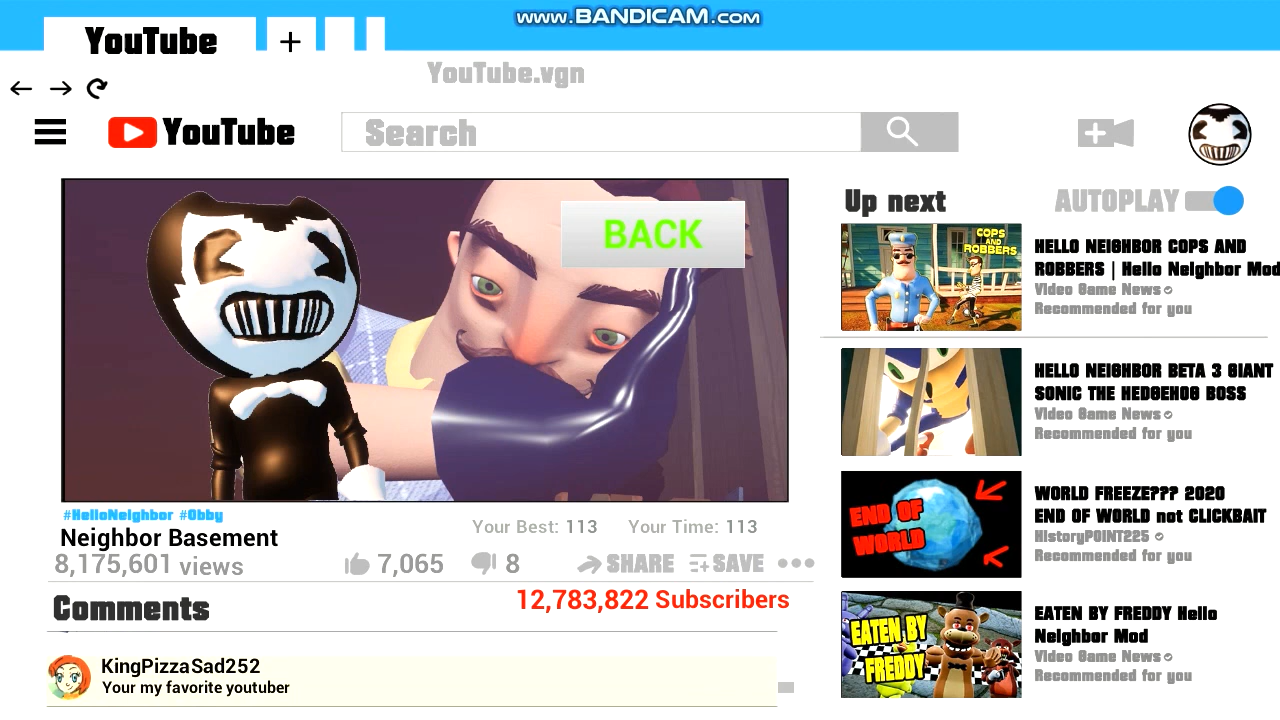 www.BANDICAM.com
YouTube
+
YouTube.vgn
YouTube
Search
BACK
#HelloNeighbor #Obby
Neighbor Basement
Your Best: 113
Your Time: 113
8,175,601 views
7,065
8
SHARE
SAVE
12,783,822 Subscribers
Comments
KingPizzaSad252
Your my favorite youtuber
Up next
AUTOPLAY
COPS
AND
ROBBERS
HELLO NEIGHBOR COPS AND
ROBBERS | Hello Neighbor Mod
Video Game News
Recommended for you
HELLO NEIGHBOR BETA 3 GIANT
SONIC THE HEDGEHOG BOSS
Video Game News
Recommended for you
END OF
WORLD
WORLD FREEZE??? 2020
END OF WORLD not CLICKBAIT
HistoryPOINT225
Recommended for you
EATEN BY
FREDDY
EATEN BY FREDDY Hello
Neighbor Mod
Video Game News
Recommended for you